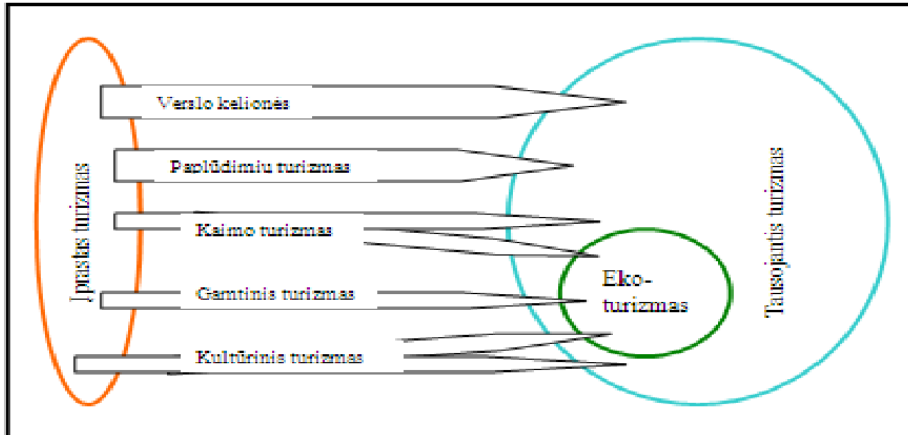 Įprastas turizmas
Verslo kelionės
Paplūdimių turizmas
Kaimo turizmas
Gamtinis turizmas
Kultūrinis turizmas
Eko-
turizmas
Tausojantis turizmas